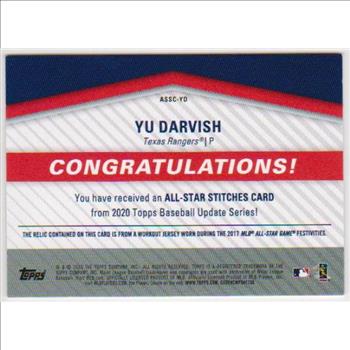 ASSC-YD
YU DARVISH
Texas Rangers® | P
CONGRATULATIONS!
You have received an ALL-STAR STITCHES CARD
from 2020 Topps Baseball Update Series!
THE RELIC CONTAINED ON THIS CARD IS FROM A WORKOUT JERSEY WORN DURING THE 2017 MLB® ALL-STAR GAME® FESTIVITIES.
Topps